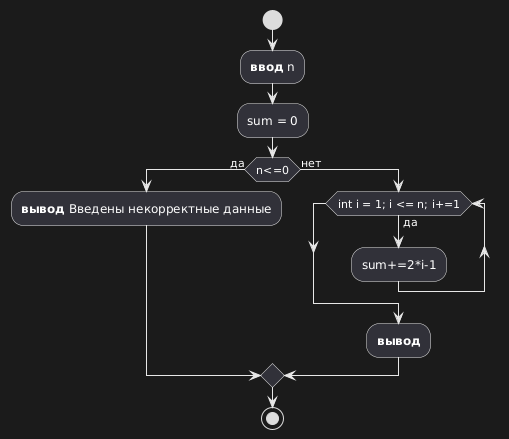 ввод n
sum = 0
да
n<=0
нет
вывод Введены некорректные данные
int i = 1; i <= n; i+=1
да
sum+=2*i-1
вывод